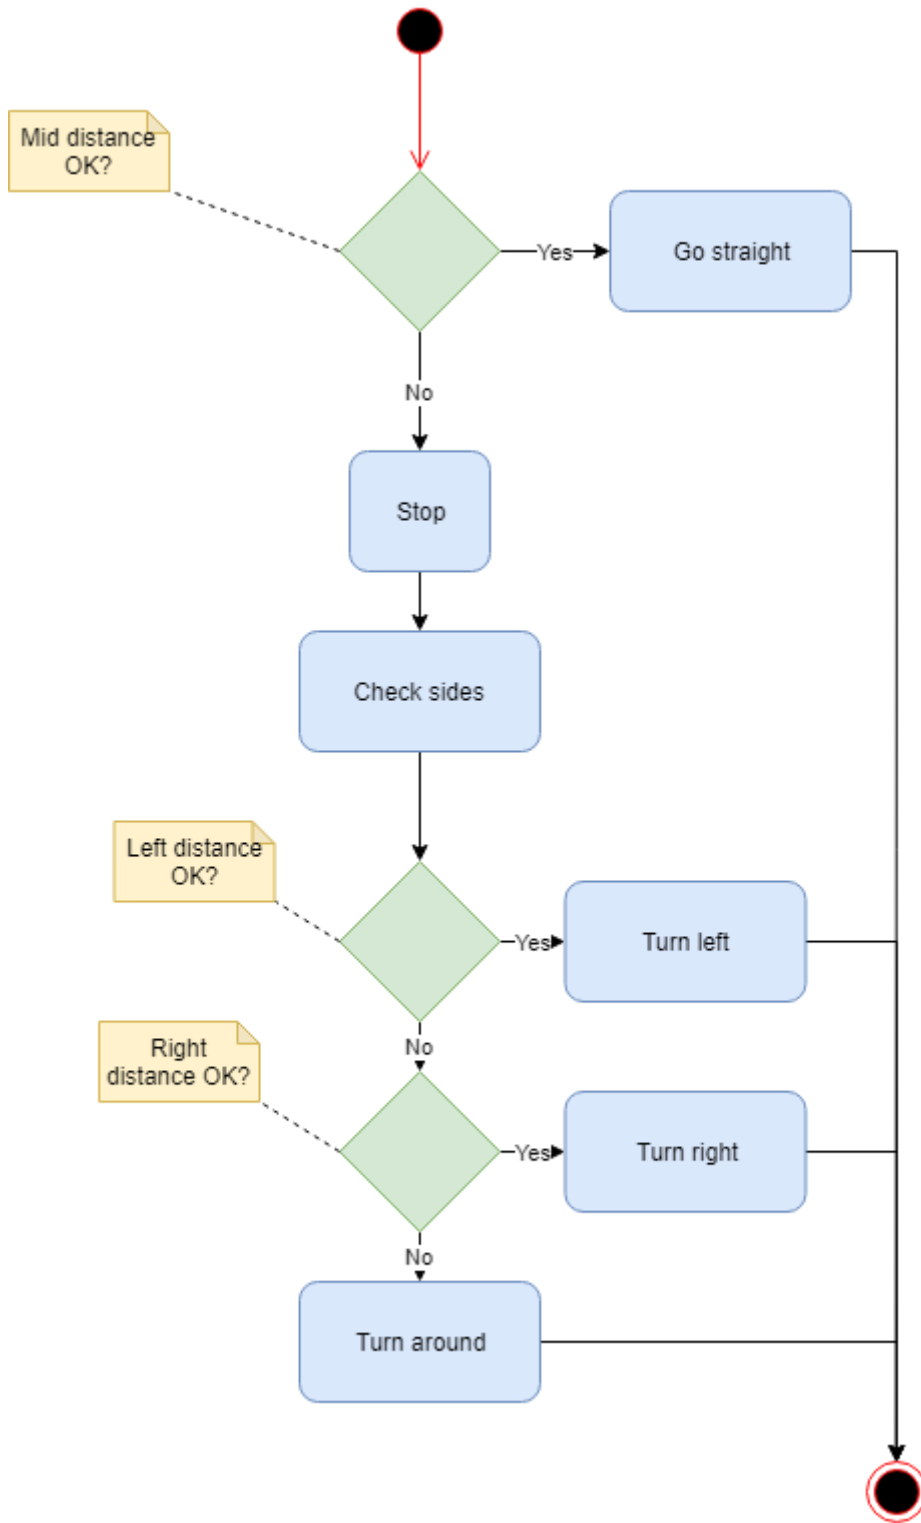 Mid distance
OK?
Yes
Go straight
No
Stop
Check sides
Left distance
OK?
Yes
Turn left
No
Right
distance OK?
Yes
Turn right
No
Turn around